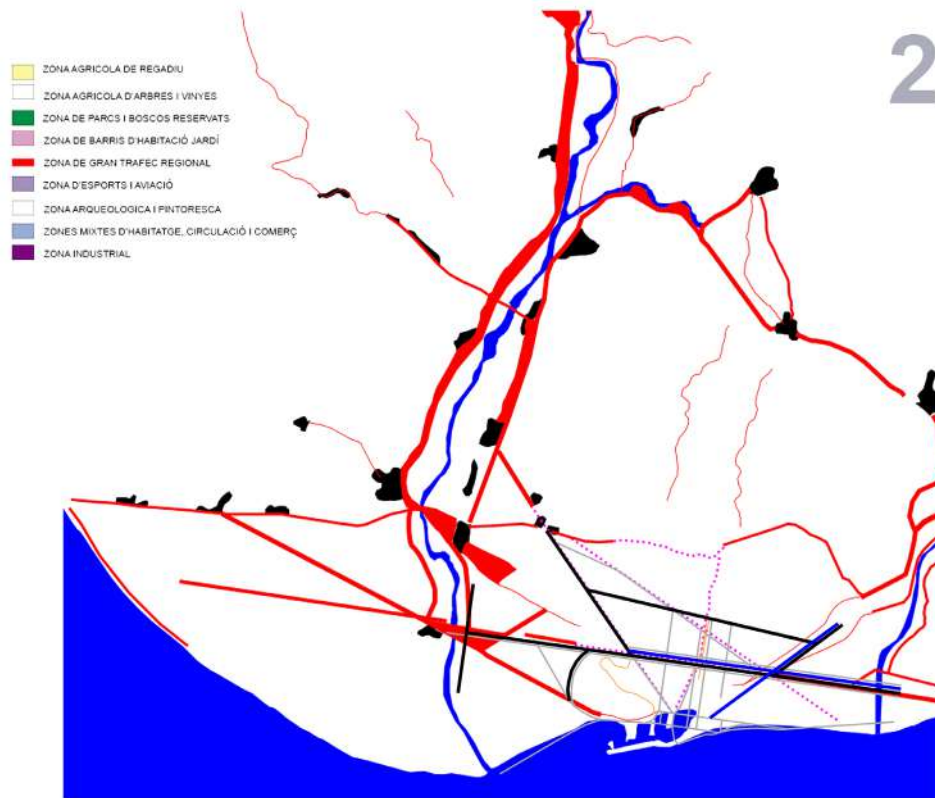 2
ZONA AGRICOLA DE REGADIU
ZONA AGRICOLA D'ARBRES I VINYES
ZONA DE PARCS I BOSCOS RESERVATS
ZONA DE BARRIS D'HABITACIÓ JARDÍ
ZONA DE GRAN TRAFEC REGIONAL
ZONA D'ESPORTS I AVIACIÓ
ZONA ARQUEOLOGICA I PINTORESCA
ZONES MIXTES D'HABITATGE, CIRCULACIÓ I COMERÇ
ZONA INDUSTRIAL